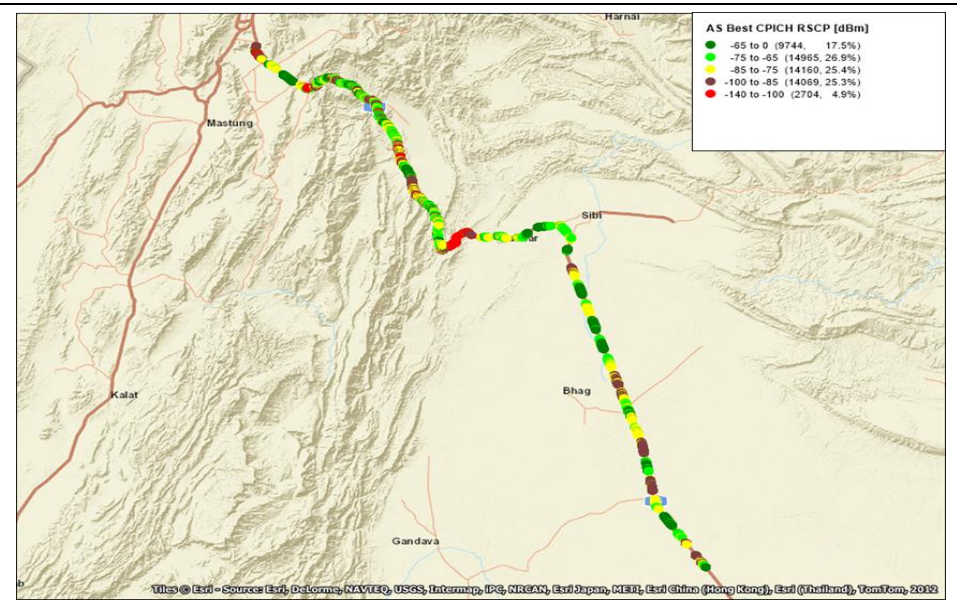 Harnai
AS Best CPICH RSCP [dBm]
-65 to 0 (9744, 17.5%)
-75 to -65 (14965, 26.9%)
-85 to -75 (14160, 25.4%)
-100 to -85 (14069, 25.3%)
-140 to -100 (2704, 4.9%)
Mastung
Sibi
Bhag
Kalat
Gandava
Tiles © Esri - Source: Esri, DeLorme, NAVTEQ, USGS, Intermap, iPC, NRCAN, Esri Japan, METI, Esri China (Hong Kong), Esri (Thailand), TomTom, 2012